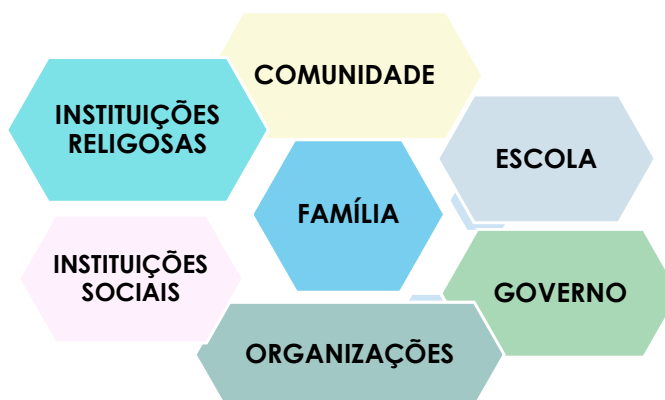 COMUNIDADE
INSTITUIÇÕES
RELIGOSAS
ESCOLA
FAMÍLIA
INSTITUIÇÕES
SOCIAIS
GOVERNO
ORGANIZAÇÕES